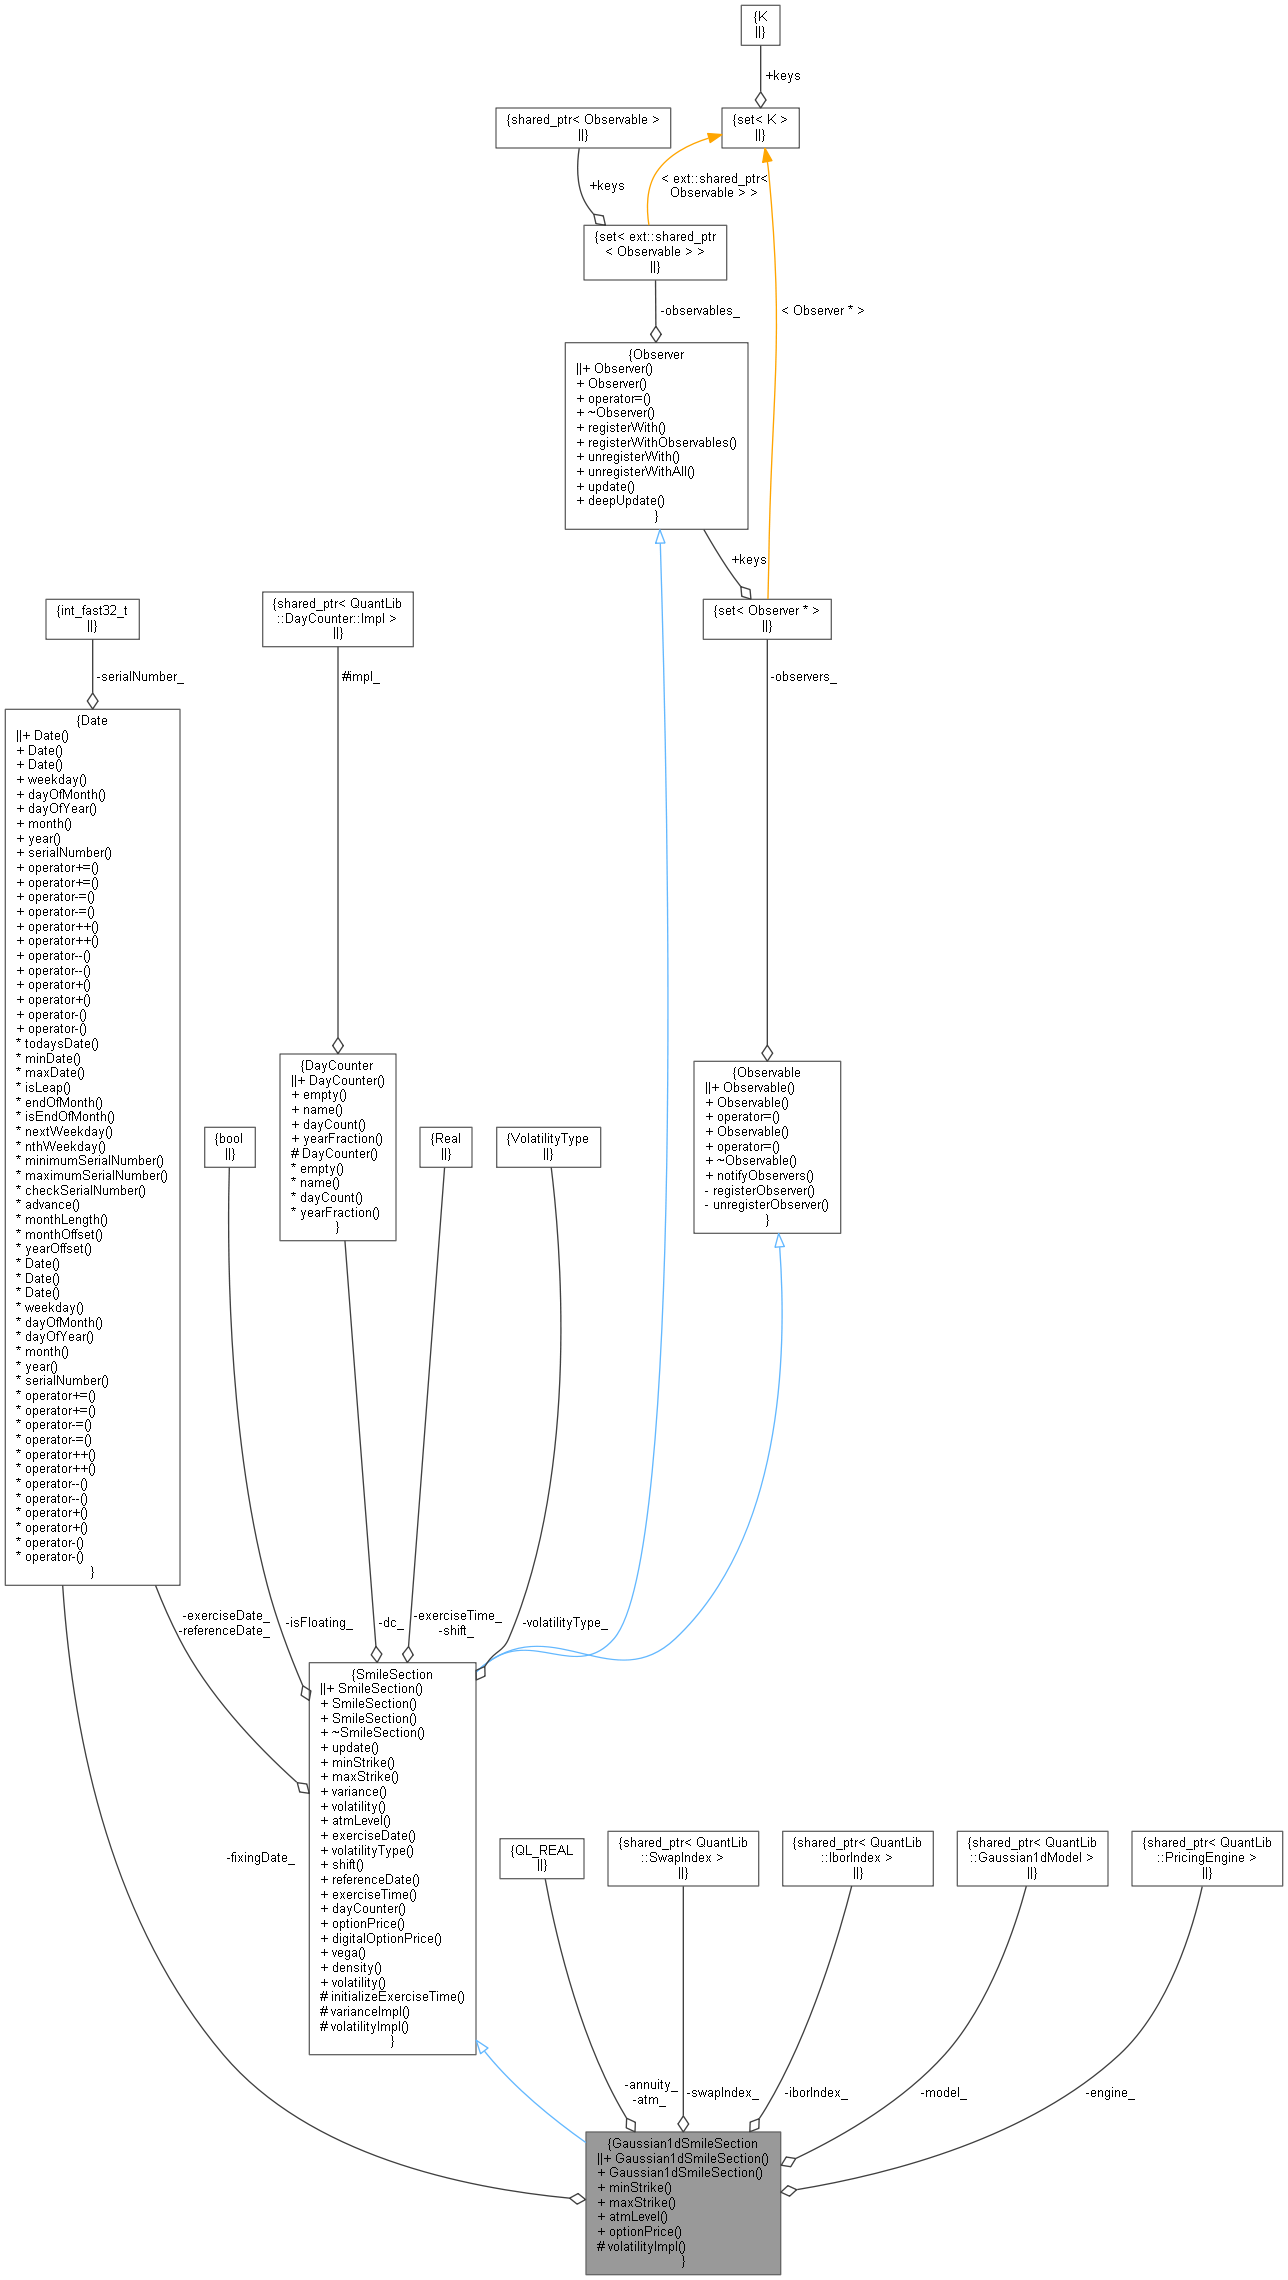 {K
||}
+keys
{shared_ptr< Observable >
||}
{set< K >
||}
+keys
< ext::shared_ptr<
Observable > >
{set< ext::shared_ptr
< Observable > >
||}
-observables_
< Observer * >
{Observer
||+ Observer()
+ Observer()
+ operator=()
+ ~Observer()
+ registerWith()
+ registerWithObservables()
+ unregisterWith()
+ unregisterWithAll()
+ update()
+ deepUpdate()
}
+keys
{int_fast32_t
||}
{shared_ptr< QuantLib
::DayCounter::Impl >
||}
{set< Observer * >
||}
-serialNumber_
#impl_
-observers_
{Date
||+ Date()
+ Date()
+ Date()
+ weekday()
+ dayOfMonth()
+ dayOfYear()
+ month()
+ year()
+ serialNumber()
+ operator+=()
+ operator+=()
+ operator-=()
+ operator-=()
+ operator++()
+ operator++()
+ operator--()
+ operator--()
+ operator+()
+ operator+()
+ operator-()
+ operator-()
* todaysDate()
* minDate()
* maxDate()
* isLeap()
* endOfMonth()
* isEndOfMonth()
* nextWeekday()
* nthWeekday()
* minimumSerialNumber()
* maximumSerialNumber()
* checkSerialNumber()
* advance()
* monthLength()
* monthOffset()
* yearOffset()
* Date()
* Date()
* Date()
* weekday()
* dayOfMonth()
* dayOfYear()
* month()
* year()
* serialNumber()
* operator+=()
* operator+=()
* operator-=()
* operator-=()
* operator++()
* operator++()
* operator--()
* operator--()
* operator+()
* operator+()
* operator-()
* operator-()
}
{bool
||}
{DayCounter
||+ DayCounter()
+ empty()
+ name()
+ dayCount()
+ yearFraction()
# DayCounter()
* empty()
* name()
* dayCount()
* yearFraction()
}
{Real
||}
{VolatilityType
||}
{Observable
||+ Observable()
+ Observable()
+ operator=()
+ Observable()
+ operator=()
+ ~Observable()
+ notifyObservers()
- registerObserver()
- unregisterObserver()
}
-exerciseDate_
-referenceDate_
-isFloating_
-dc_
-exerciseTime_
-shift_
-volatilityType_
{SmileSection
||+ SmileSection()
+ SmileSection()
+ SmileSection()
+ ~SmileSection()
+ update()
+ minStrike()
+ maxStrike()
+ variance()
+ volatility()
+ atmLevel()
+ exerciseDate()
+ volatilityType()
+ shift()
+ referenceDate()
+ exerciseTime()
+ dayCounter()
+ optionPrice()
+ digitalOptionPrice()
+ vega()
+ density()
+ volatility()
# initializeExerciseTime()
# varianceImpl()
# volatilityImpl()
}
-fixingDate_
{QL_REAL
||}
{shared_ptr< QuantLib
::SwapIndex >
||}
{shared_ptr< QuantLib
::IborIndex >
||}
{shared_ptr< QuantLib
::Gaussian1dModel >
||}
{shared_ptr< QuantLib
::PricingEngine >
||}
-annuity_
-atm_
-swapIndex_
-iborIndex_
-model_
-engine_
{Gaussian1dSmileSection
||+ Gaussian1dSmileSection()
+ Gaussian1dSmileSection()
+ minStrike()
+ maxStrike()
+ atmLevel()
+ optionPrice()
# volatilityImpl()
}